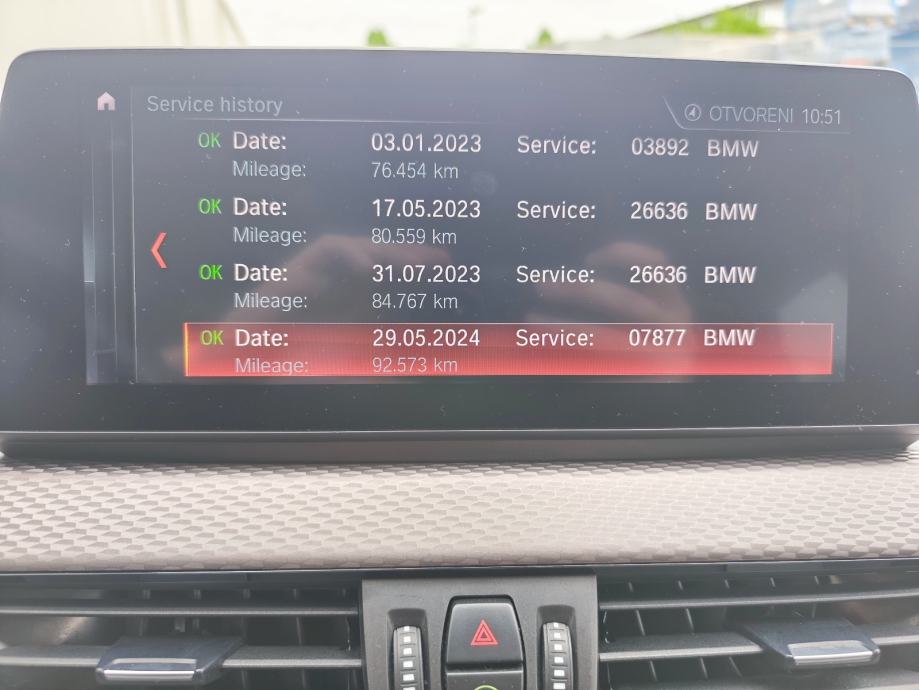 Service history
OTVORENI 10:51
OK Date: 03.01.2023 Service: 03892 BMW
Mileage: 76.454 km
OK Date: 17.05.2023 Service: 26636 BMW
Mileage: 80.559 km
OK Date: 31.07.2023 Service: 26636 BMW
Mileage: 84.767 km
OK Date: 29.05.2024 Service: 07877 BMW
Mileage: 92.573 km